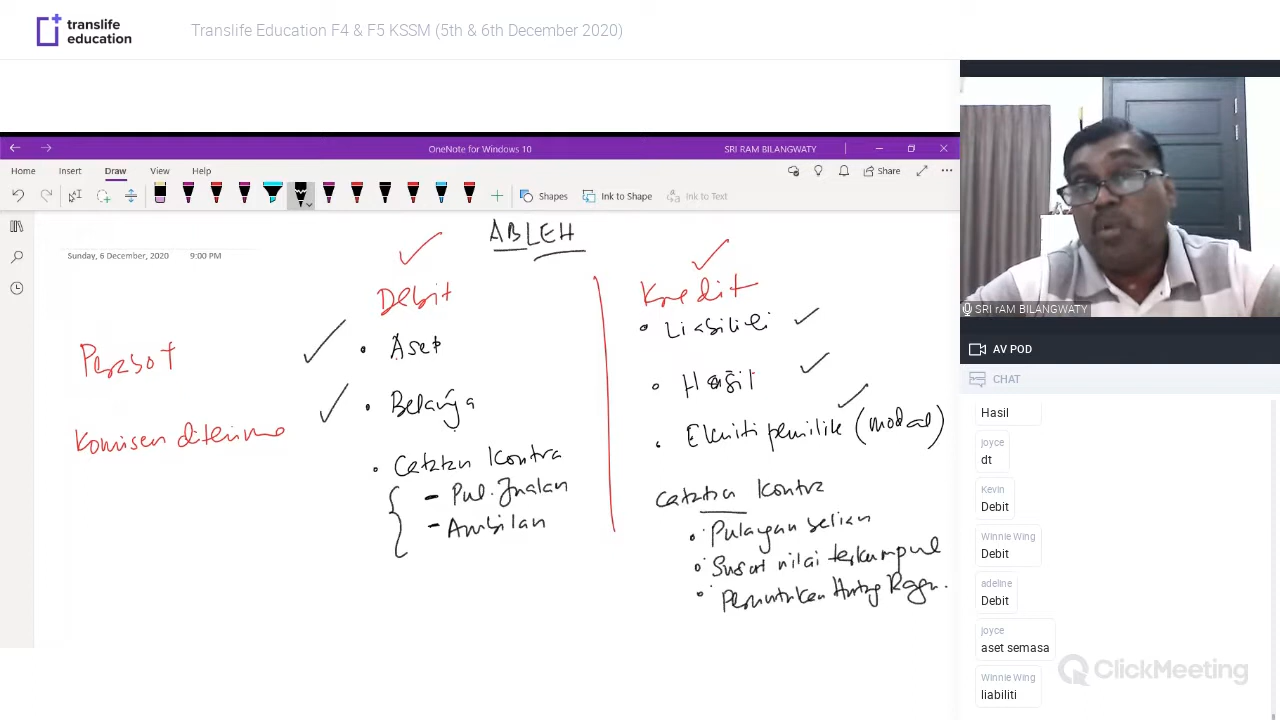 translife
education
Translife Education F4 & F5 KSSM (5th & 6th December 2020)
OneNote for Windows 10
SRI RAM BILANGWATY
Home Insert Draw View Help
Share
Shapes
Ink to Shape
Ink to Text
Sunday, 6 December, 2020 9:00 PM
ABLEH
Debit
• Aset
• Belanja
• Catatan Kontra
- Pul. Jualan
- Ambilan
Perabot
Komisen diterima
Kredit
• Liabiliti
• Hasil
• Ekuiti pemilik (modal)
Catatan Kontra
• Pulangan belian
• Susut nilai terkumpul
• Peruntukan Hutang Ragu.
SRI rAM BILANGWATY
AV POD
CHAT
Hasil
joyce
dt
Kevin
Debit
Winnie Wing
Debit
adeline
Debit
joyce
aset semasa
Winnie Wing
liabiliti
ClickMeeting